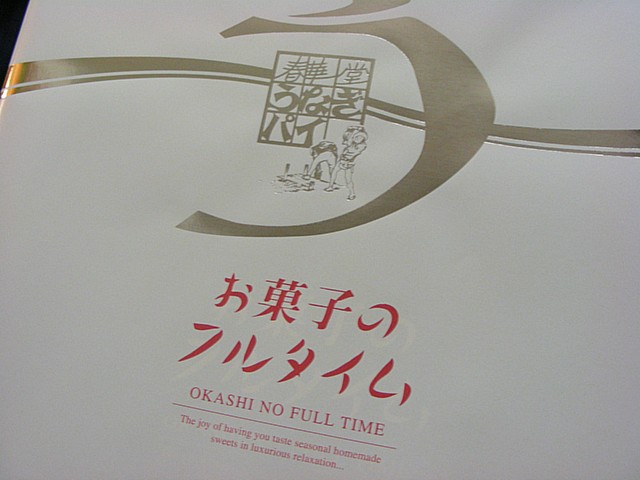 う
春華堂
うなぎ
パイ
お菓子の
フルタイム
OKASHI NO FULL TIME
The joy of having you taste seasonal homemade
sweets in luxurious relaxation...